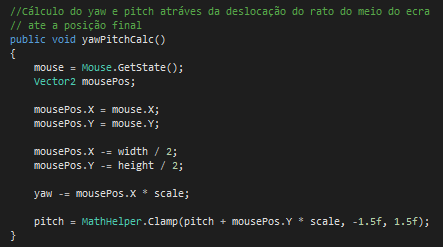 //Cálculo do yaw e pitch atráves da deslocação do rato do meio do ecra
// ate a posição final
public void yawPitchCalc()
{
mouse = Mouse.GetState();
Vector2 mousePos;
mousePos.X = mouse.X;
mousePos.Y = mouse.Y;
mousePos.X -= width / 2;
mousePos.Y -= height / 2;
yaw -= mousePos.X * scale;
pitch = MathHelper.Clamp(pitch + mousePos.Y * scale, -1.5f, 1.5f);
}